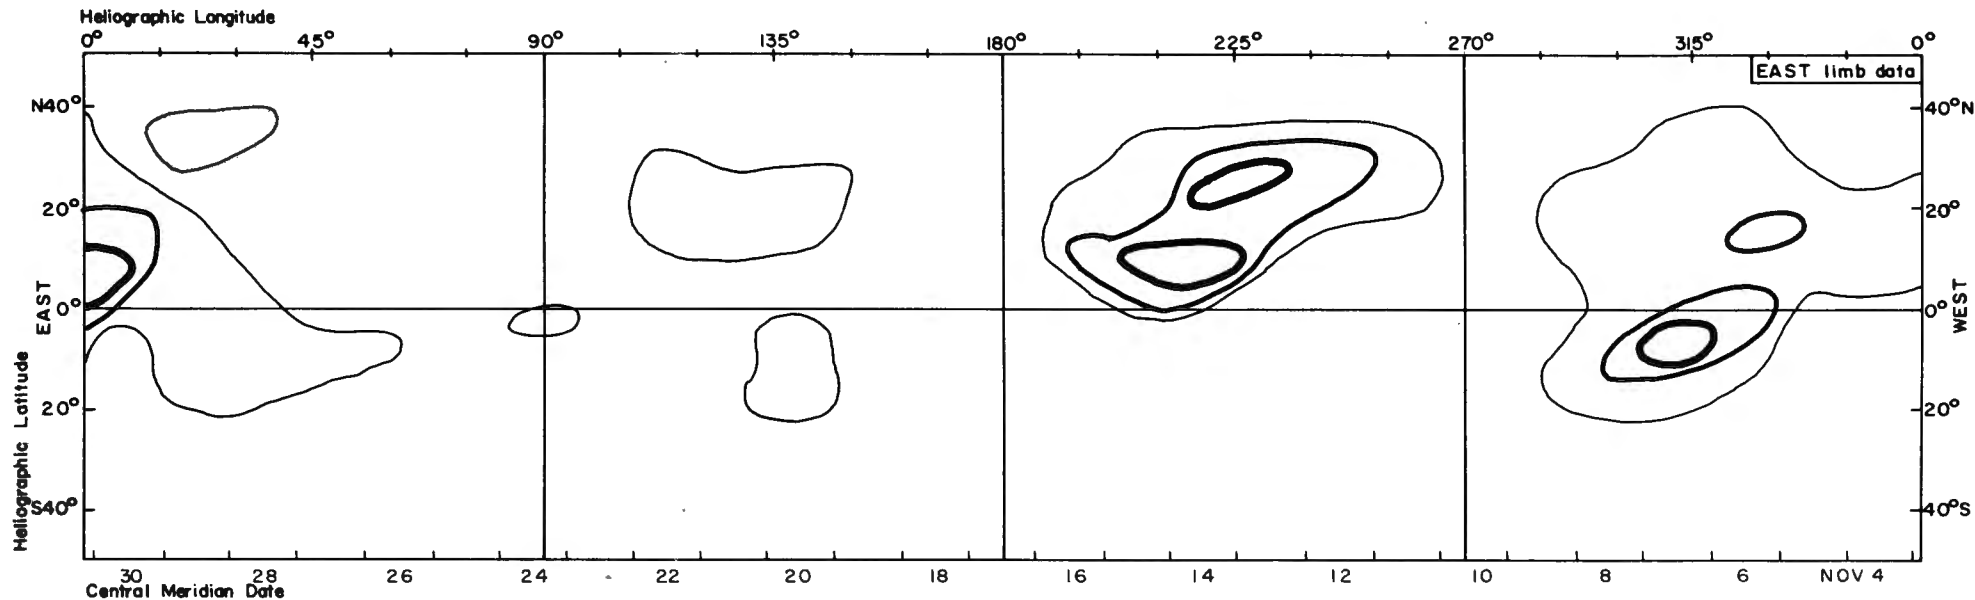 Heliographic Longitude
0° 45° 90° 135° 180° 225° 270° 315° 0°
EAST limb data
N40° 40°N
20° 20°
EAST 0° 0° WEST
20° 20°
S40° 40°S
Heliographic Latitude
30 28 26 24 22 20 18 16 14 12 10 8 6 NOV 4
Central Meridian Date